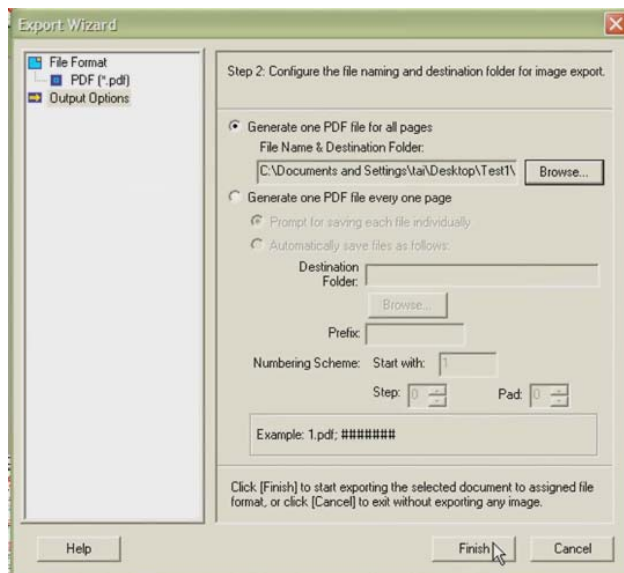 Export Wizard
File Format
PDF (*.pdf)
Output Options
Step 2: Configure the file naming and destination folder for image export.
Generate one PDF file for all pages
File Name & Destination Folder:
C:\Documents and Settings\tai\Desktop\Test1\
Browse...
Generate one PDF file every one page
Prompt for saving each file individually
Automatically save files as follows:
Destination
Folder:
Browse...
Prefix:
Numbering Scheme: Start with: 1
Step: 0 Pad: 0
Example: 1.pdf; #######
Click [Finish] to start exporting the selected document to assigned file
format, or click [Cancel] to exit without exporting any image.
Help Finish Cancel